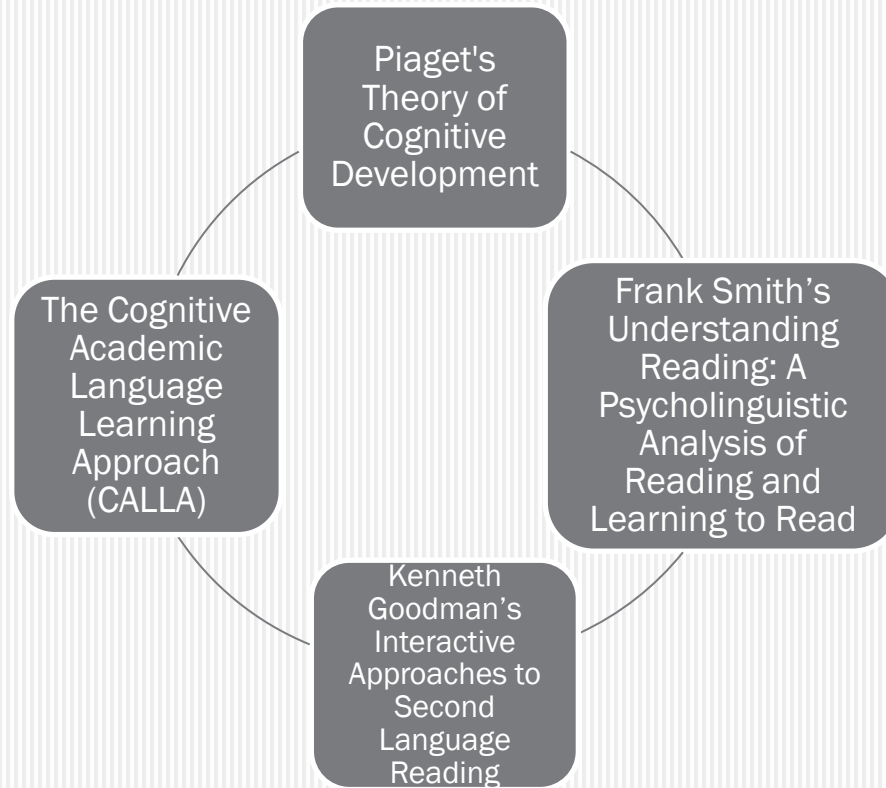 Piaget's
Theory of
Cognitive
Development
Frank Smith’s
Understanding
Reading: A
Psycholinguistic
Analysis of
Reading and
Learning to Read
Kenneth
Goodman’s
Interactive
Approaches to
Second
Language
Reading
The Cognitive
Academic
Language
Learning
Approach
(CALLA)